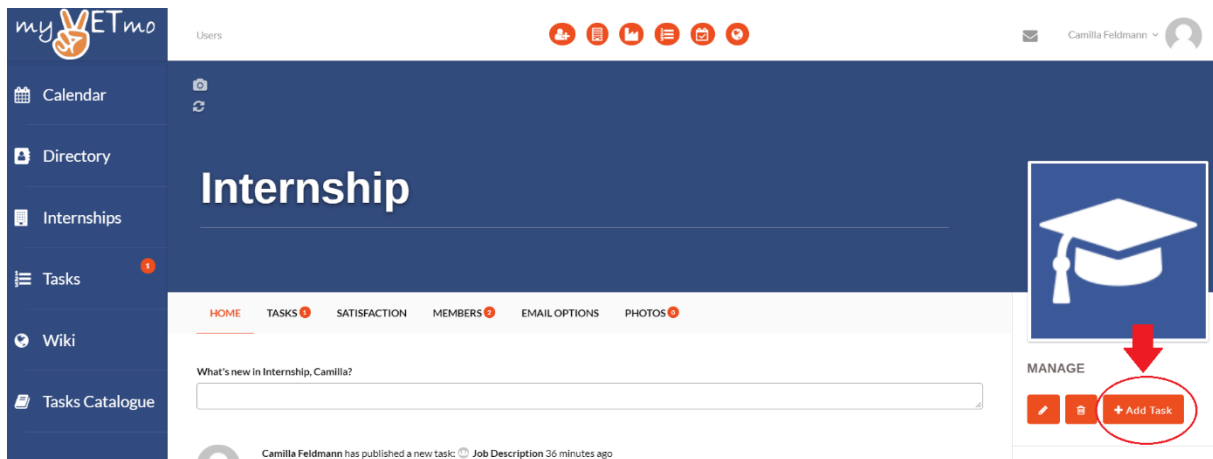 my VETmo
Users
Camilla Feldmann
Calendar
Directory
Internships
Tasks
1
Wiki
Tasks Catalogue
Internship
HOME TASKS 1 SATISFACTION MEMBERS 2 EMAIL OPTIONS PHOTOS 0
What's new in Internship, Camilla?
Camilla Feldmann has published a new task: Job Description 36 minutes ago
MANAGE
+ Add Task